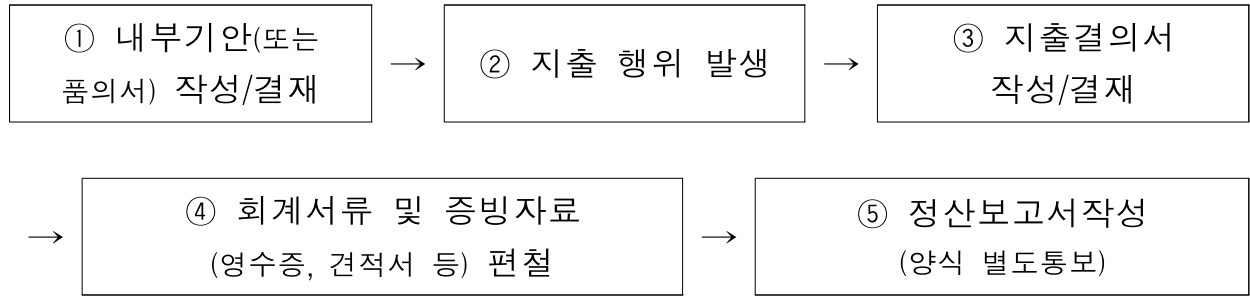 ① 내부기안(또는
품의서) 작성/결재
→
② 지출 행위 발생
→
③ 지출결의서
작성/결재
→
④ 회계서류 및 증빙자료
(영수증, 견적서 등) 편철
→
⑤ 정산보고서작성
(양식 별도통보)